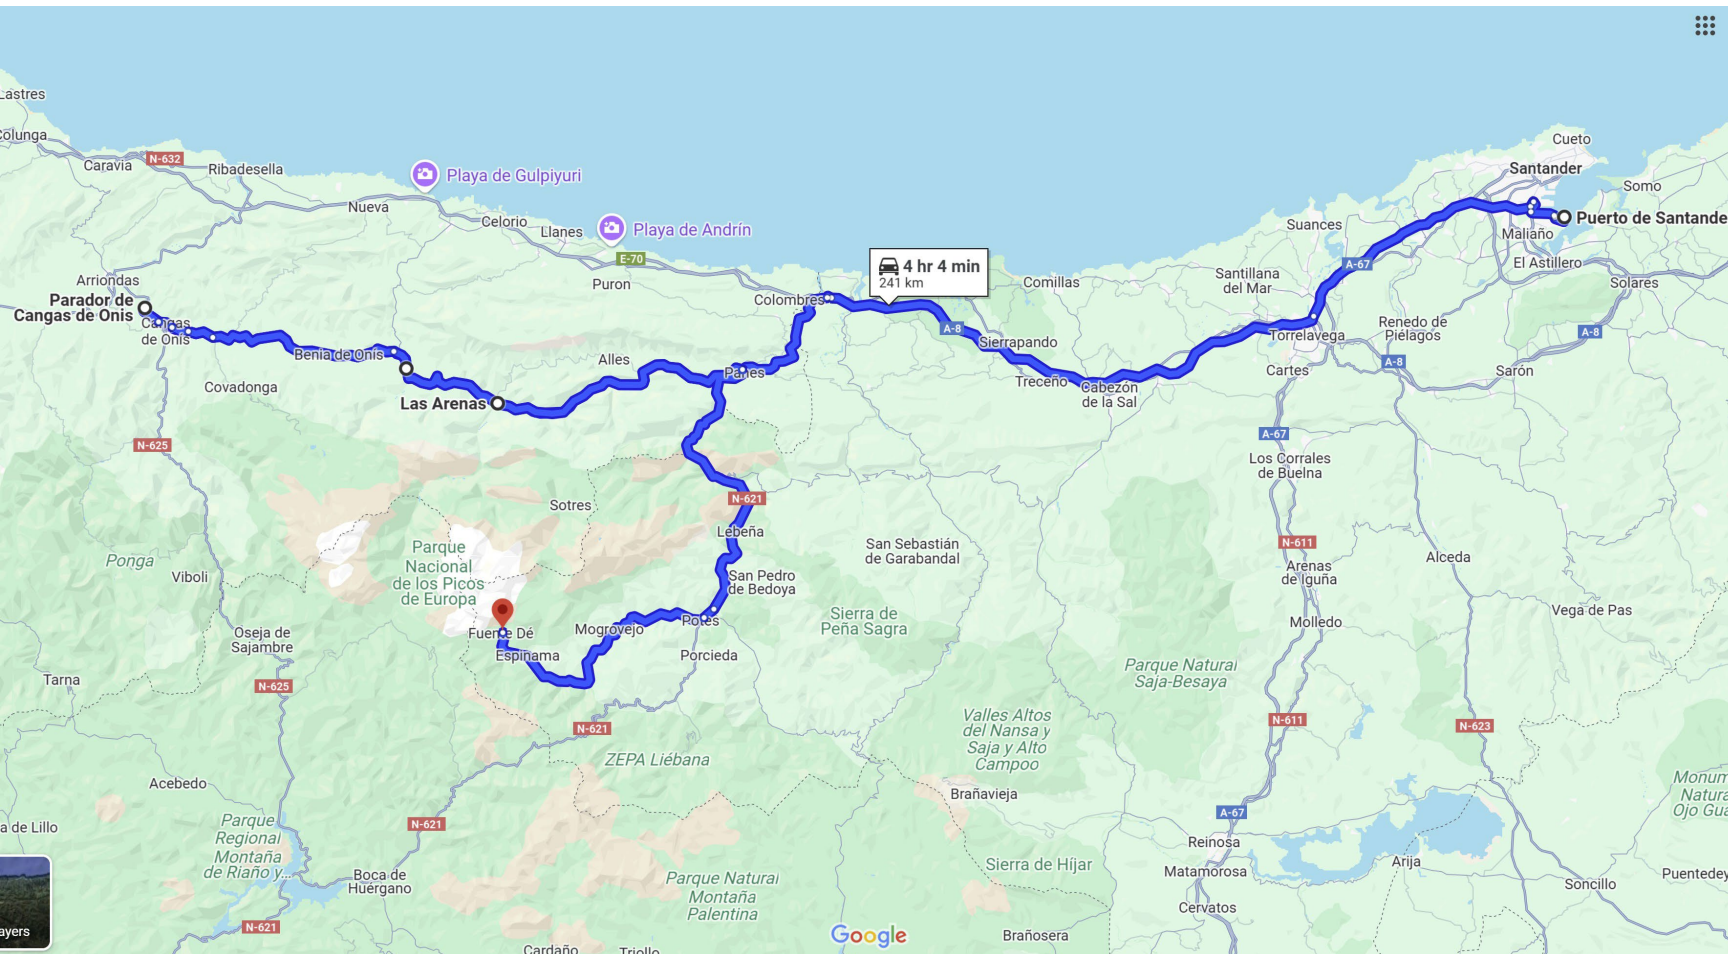 Lastres
Colunga
Caravia
N-632
Ribadesella
Playa de Gulpiyuri
Nueva
Celorio
Llanes
Playa de Andrín
E-70
Puron
Cueto
Santander
Somo
Puerto de Santande
Maliaño
Suances
El Astillero
Solares
A-67
Santillana
del Mar
Comillas
4 hr 4 min
241 km
Colombres
Arriondas
Parador de
Cangas de Onis
Cangas
de Onís
Benia de Onís
Covadonga
Alles
Panes
Las Arenas
A-8
Sierrapando
Treceño
Cabezón
de la Sal
Torrelavega
Renedo de
Piélagos
A-8
A-8
Cartes
Sarón
N-625
A-67
Los Corrales
de Buelna
Sotres
N-621
Lebeña
San Sebastián
de Garabandal
N-611
Arenas
de Iguña
Alceda
Ponga
Viboli
Parque
Nacional
de los Picos
de Europa
San Pedro
de Bedoya
Sierra de
Peña Sagra
Vega de Pas
Molledo
Fuente Dé
Mogrovejo
Potes
Oseja de
Sajambre
Espinama
Porcieda
Parque Natural
Saja-Besaya
Tarna
N-625
N-621
Valles Altos
del Nansa y
Saja y Alto
Campoo
N-611
N-623
ZEPA Liébana
Acebedo
Brañavieja
Monum
Natura
Ojo Gua
a de Lillo
Parque
Regional
Montaña
de Riaño y...
N-621
A-67
Reinosa
Matamorosa
Arija
Sierra de Híjar
Boca de
Huérgano
Parque Natural
Montaña
Palentina
Soncillo
Puentedey
Cervatos
ayers
N-621
Google
Brañosera
Cardaño
Triollo